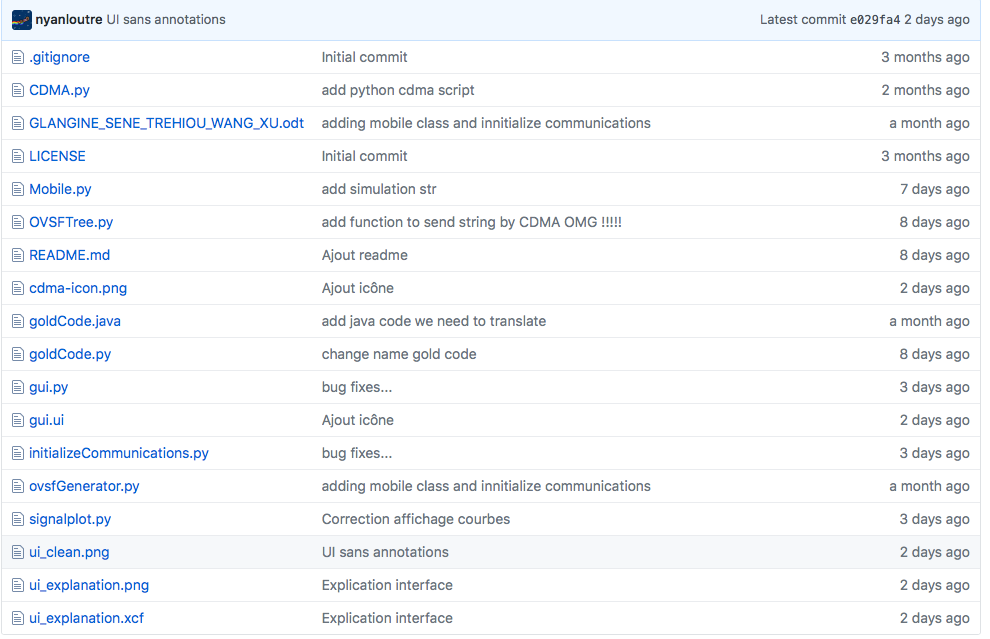 nyanloutre UI sans annotations Latest commit e029fa4 2 days ago
.gitignore Initial commit 3 months ago
CDMA.py add python cdma script 2 months ago
GLANGINE_SENE_TREHIOU_WANG_XU.odt adding mobile class and innitialize communications a month ago
LICENSE Initial commit 3 months ago
Mobile.py add simulation str 7 days ago
OVSFTree.py add function to send string by CDMA OMG !!!!! 8 days ago
README.md Ajout readme 8 days ago
cdma-icon.png Ajout icône 2 days ago
goldCode.java add java code we need to translate a month ago
goldCode.py change name gold code 8 days ago
gui.py bug fixes... 3 days ago
gui.ui Ajout icône 2 days ago
initializeCommunications.py bug fixes... 3 days ago
ovsfGenerator.py adding mobile class and innitialize communications a month ago
signalplot.py Correction affichage courbes 3 days ago
ui_clean.png UI sans annotations 2 days ago
ui_explanation.png Explication interface 2 days ago
ui_explanation.xcf Explication interface 2 days ago